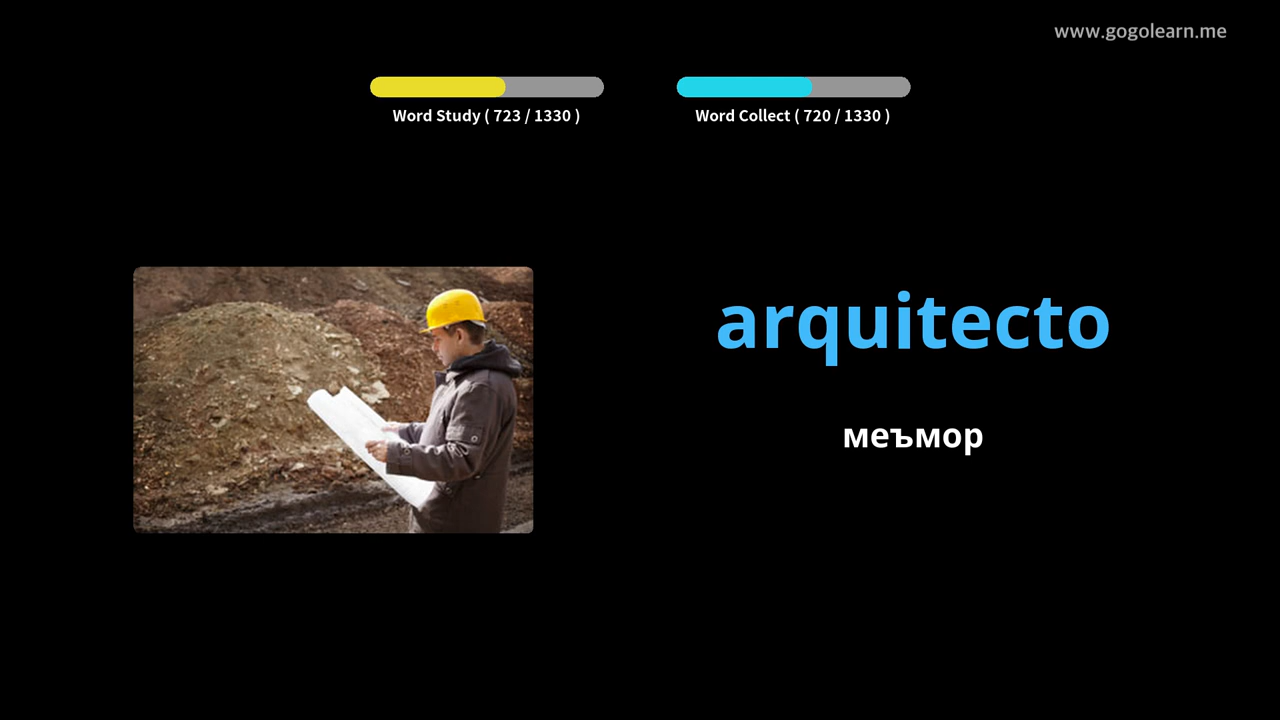 www.gogolearn.me
Word Study ( 723 / 1330 )
Word Collect ( 720 / 1330 )
arquitecto
меъмор